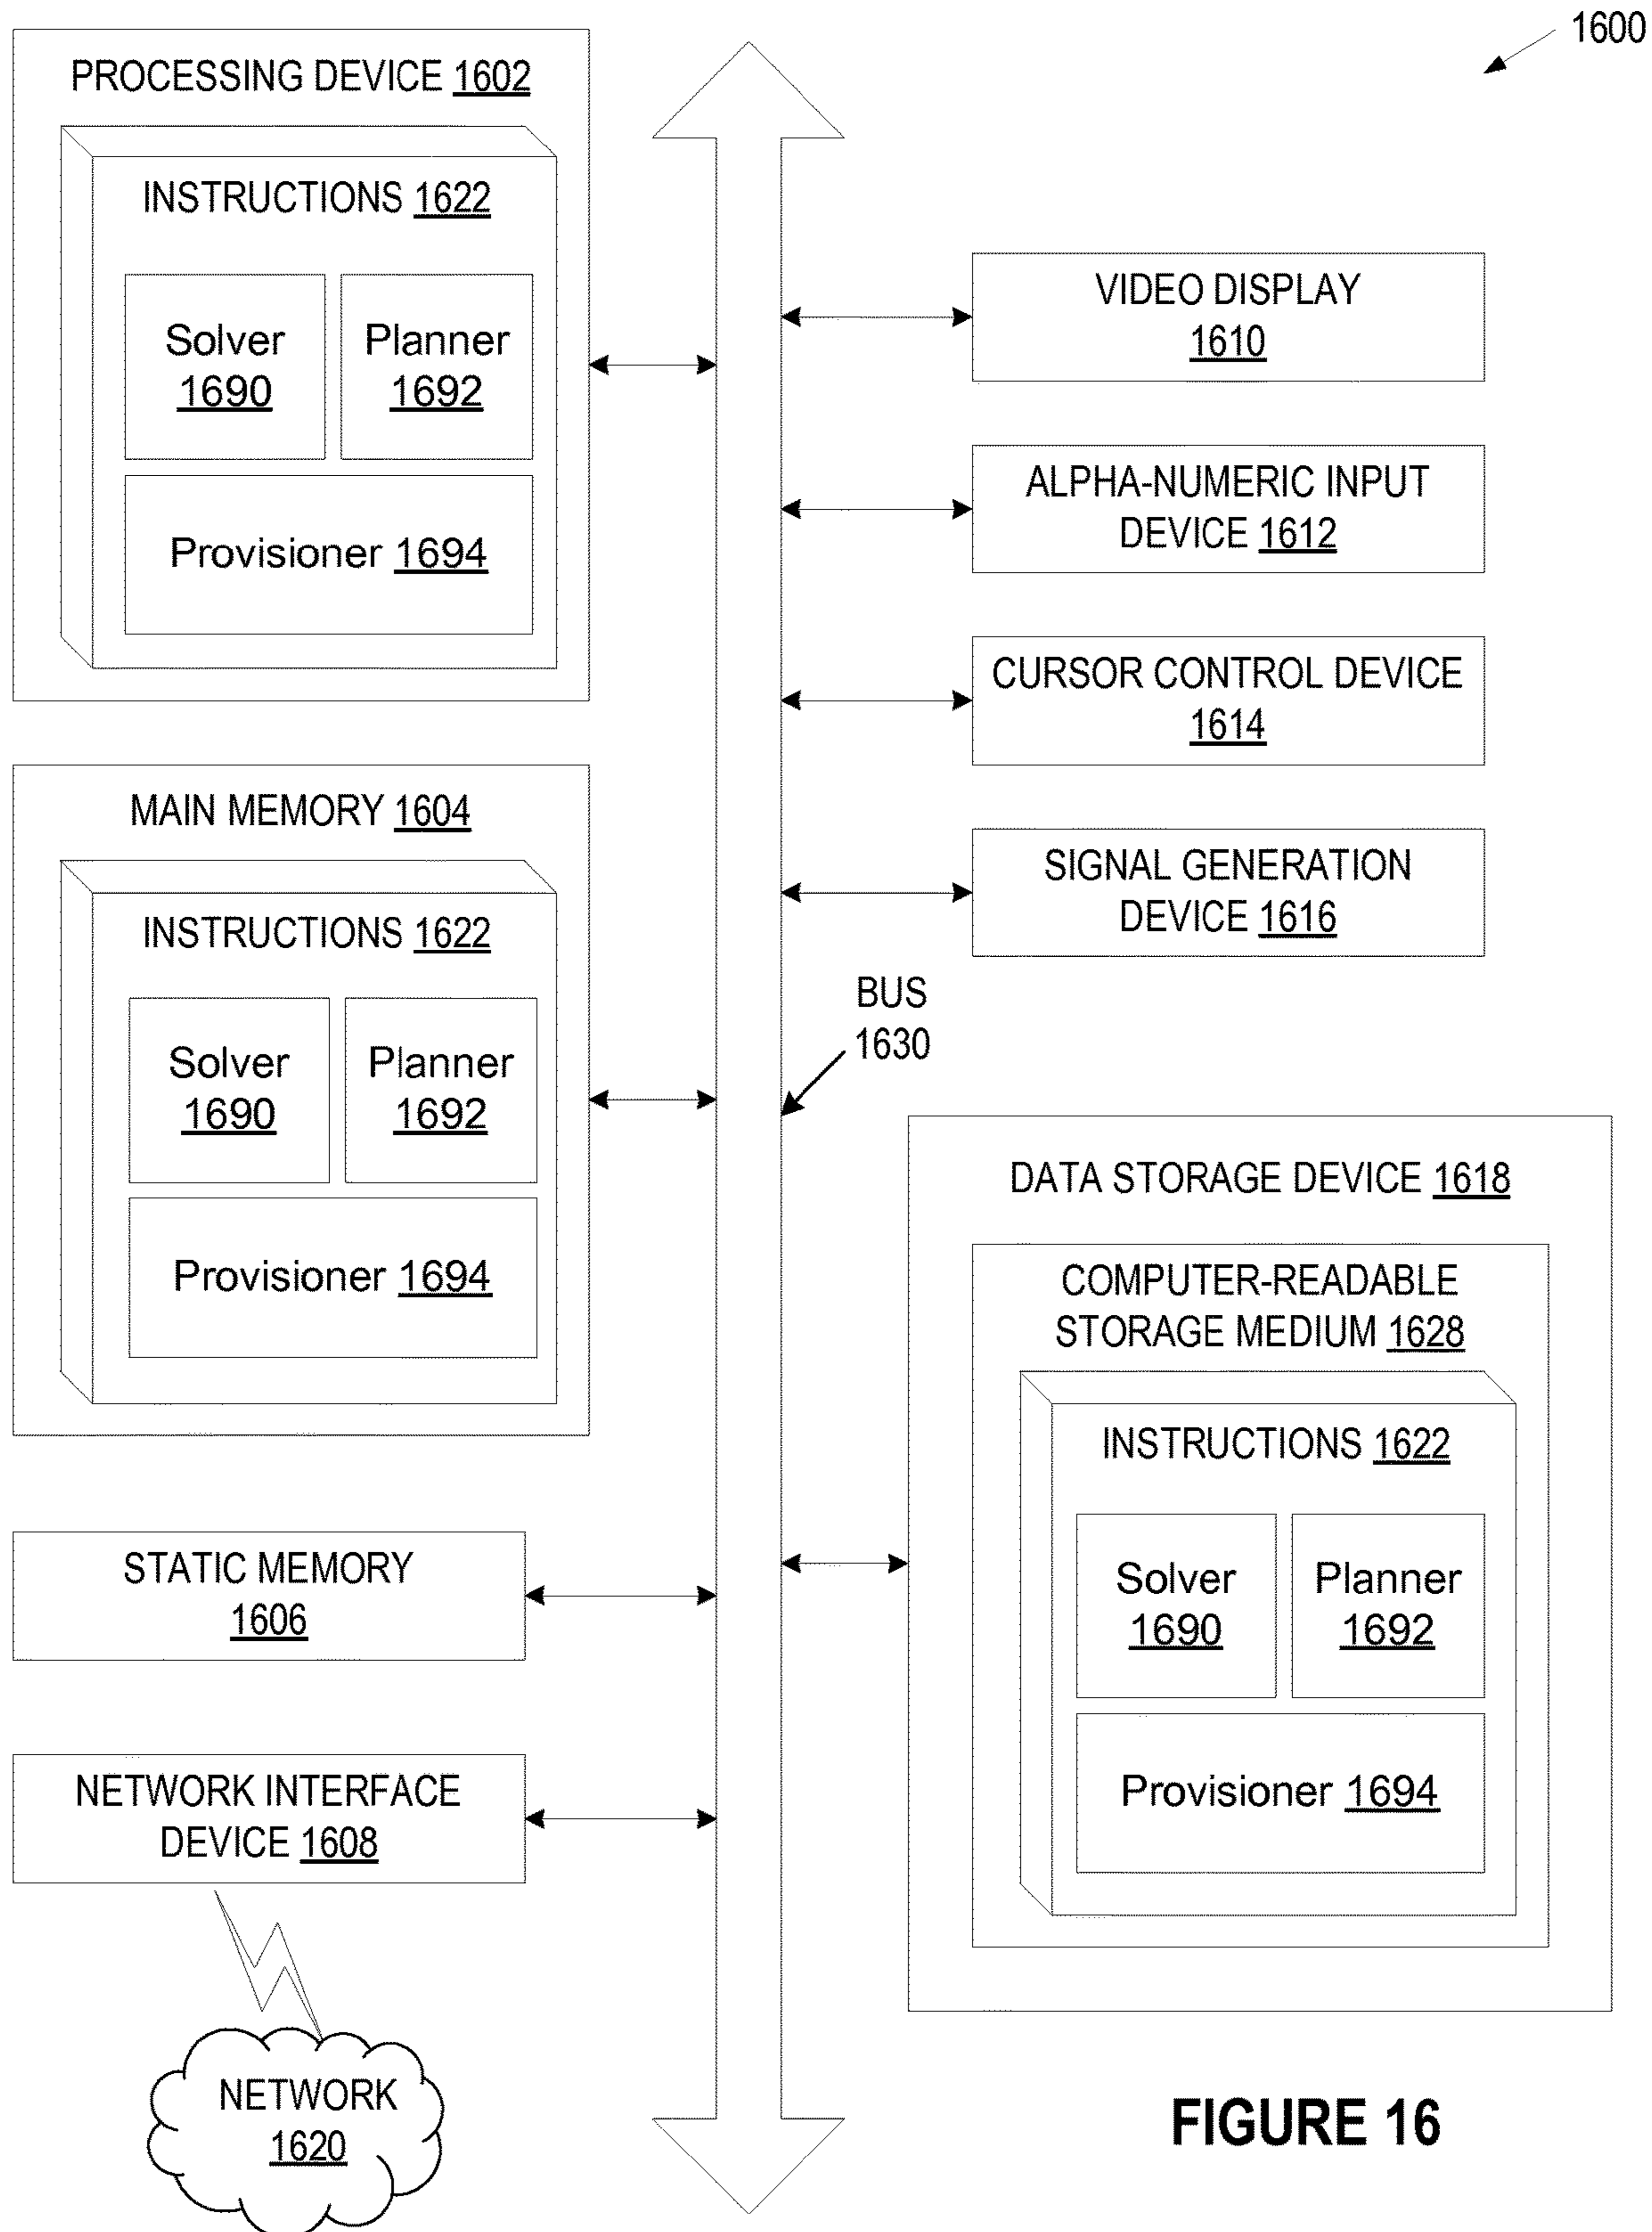 1600
PROCESSING DEVICE 1602
INSTRUCTIONS 1622
Solver
1690
Planner
1692
Provisioner 1694
MAIN MEMORY 1604
INSTRUCTIONS 1622
Solver
1690
Planner
1692
Provisioner 1694
STATIC MEMORY
1606
NETWORK INTERFACE
DEVICE 1608
NETWORK
1620
VIDEO DISPLAY
1610
ALPHA-NUMERIC INPUT
DEVICE 1612
CURSOR CONTROL DEVICE
1614
SIGNAL GENERATION
DEVICE 1616
BUS
1630
DATA STORAGE DEVICE 1618
COMPUTER-READABLE
STORAGE MEDIUM 1628
INSTRUCTIONS 1622
Solver
1690
Planner
1692
Provisioner 1694
FIGURE 16